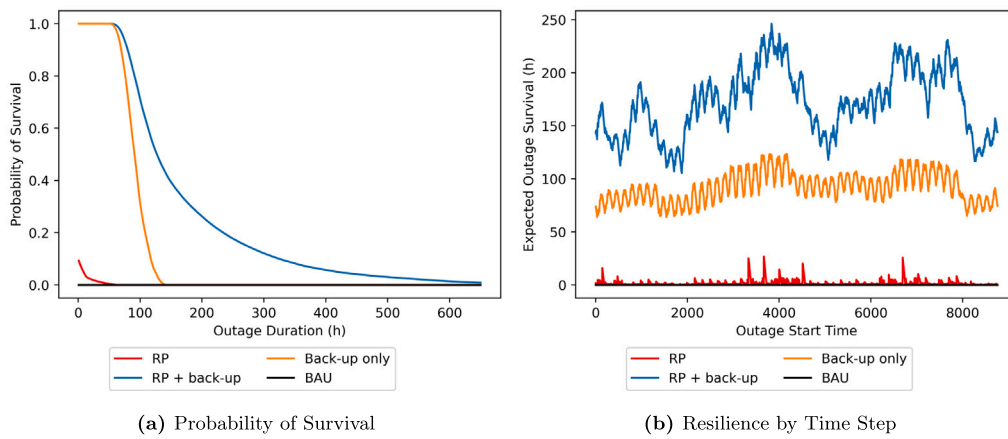 Probability of Survival
1.0
0.8
0.6
0.4
0.2
0.0
0
100
200
300
400
500
600
Outage Duration (h)
RP
RP + back-up
Back-up only
BAU
(a) Probability of Survival
Expected Outage Survival (h)
250
200
150
100
50
0
0
2000
4000
6000
8000
Outage Start Time
RP
RP + back-up
Back-up only
BAU
(b) Resilience by Time Step